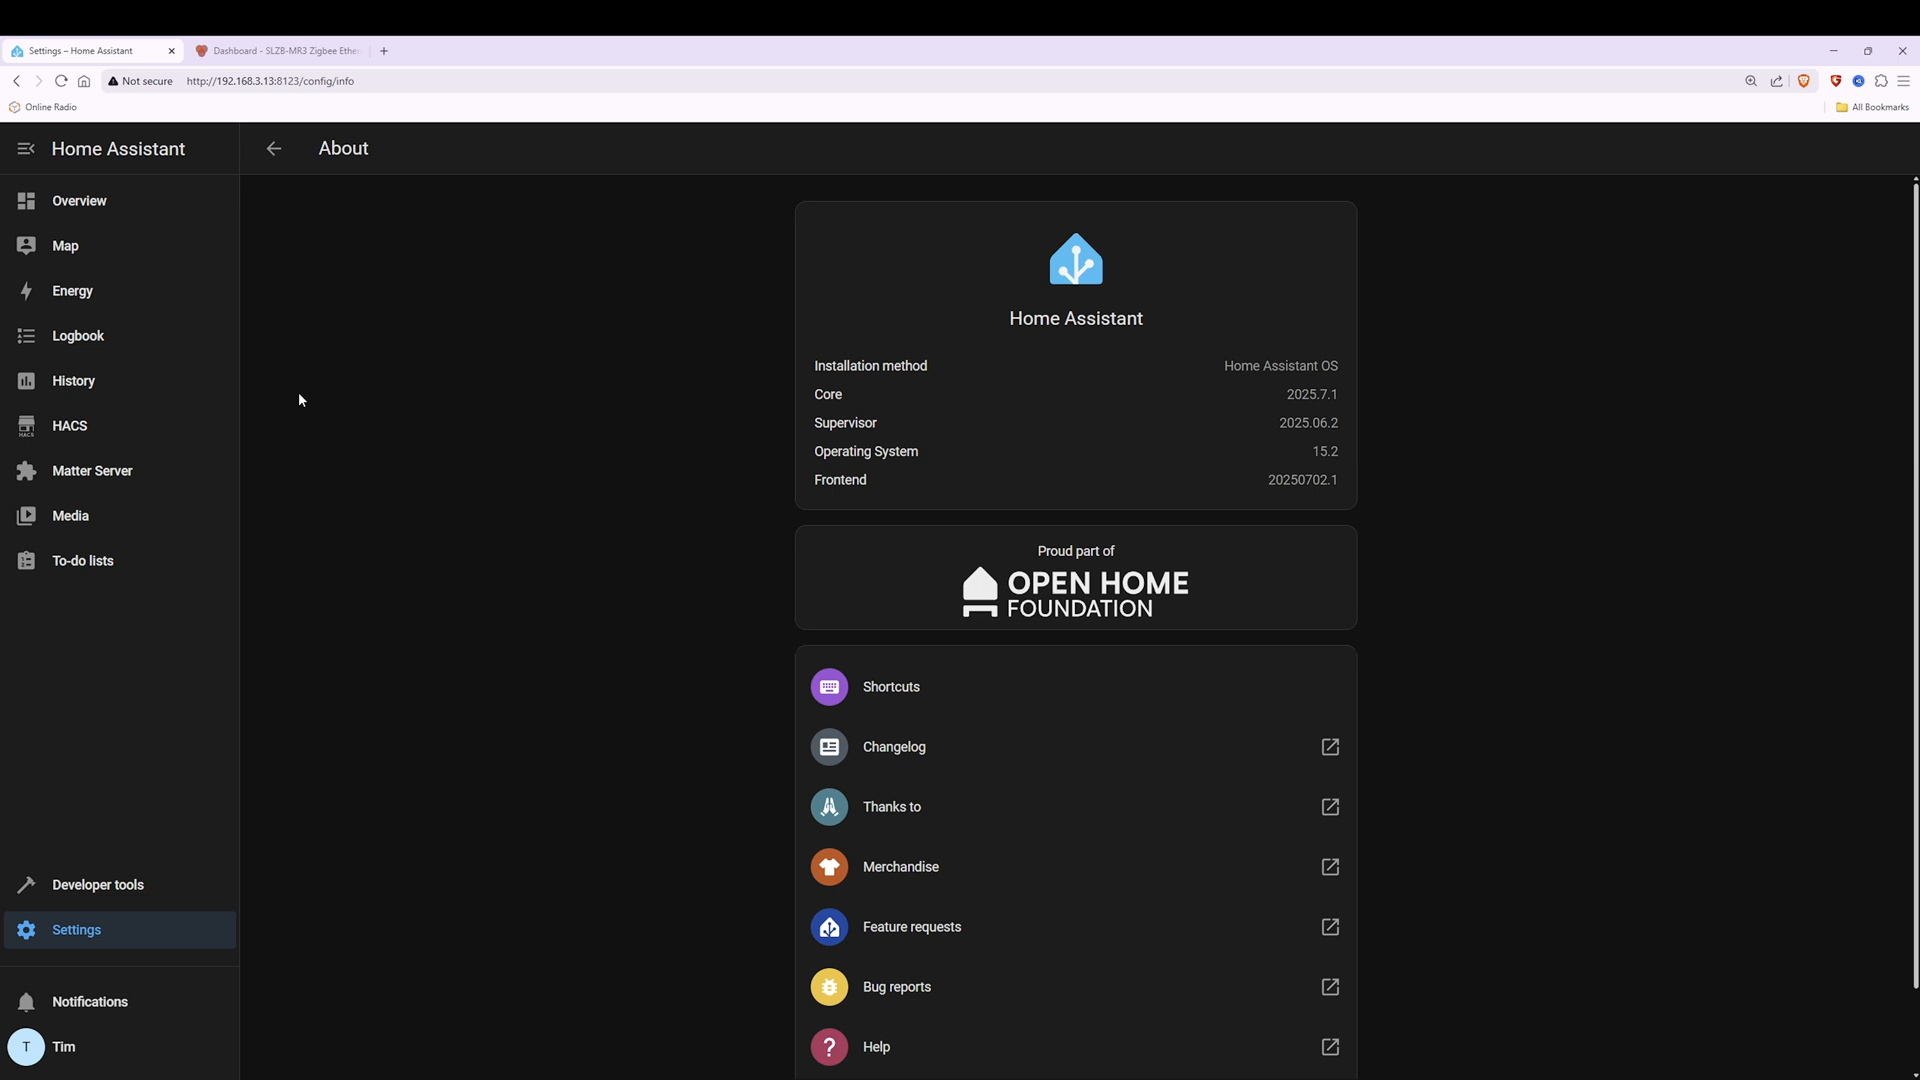 Settings – Home Assistant
Dashboard - SLZB-MR3 Zigbee Ether
Not secure
http://192.168.3.13:8123/config/info
Online Radio
All Bookmarks
Home Assistant
About
Overview
Map
Energy
Logbook
History
HACS
HACS
Matter Server
Media
To-do lists
Developer tools
Settings
Notifications
T
Tim
Home Assistant
Installation method Home Assistant OS
Core 2025.7.1
Supervisor 2025.06.2
Operating System 15.2
Frontend 20250702.1
Proud part of
OPEN HOME
FOUNDATION
Shortcuts
Changelog
Thanks to
Merchandise
Feature requests
Bug reports
? Help